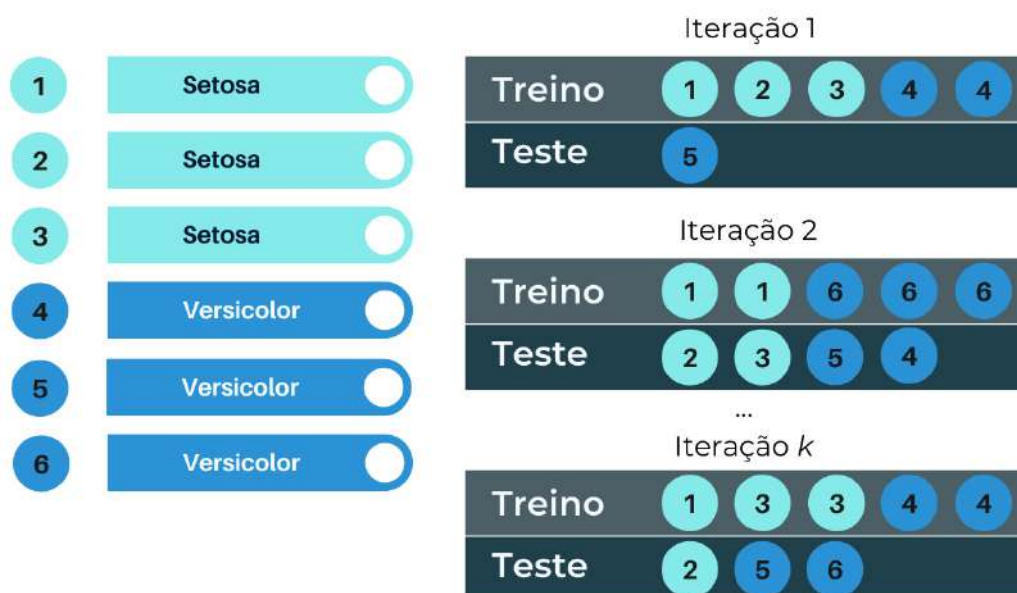 1 Setosa
2 Setosa
3 Setosa
4 Versicolor
5 Versicolor
6 Versicolor
Iteração 1
Treino 1 2 3 4 4
Teste 5
Iteração 2
Treino 1 1 6 6 6
Teste 2 3 5 4
...
Iteração k
Treino 1 3 3 4 4
Teste 2 5 6